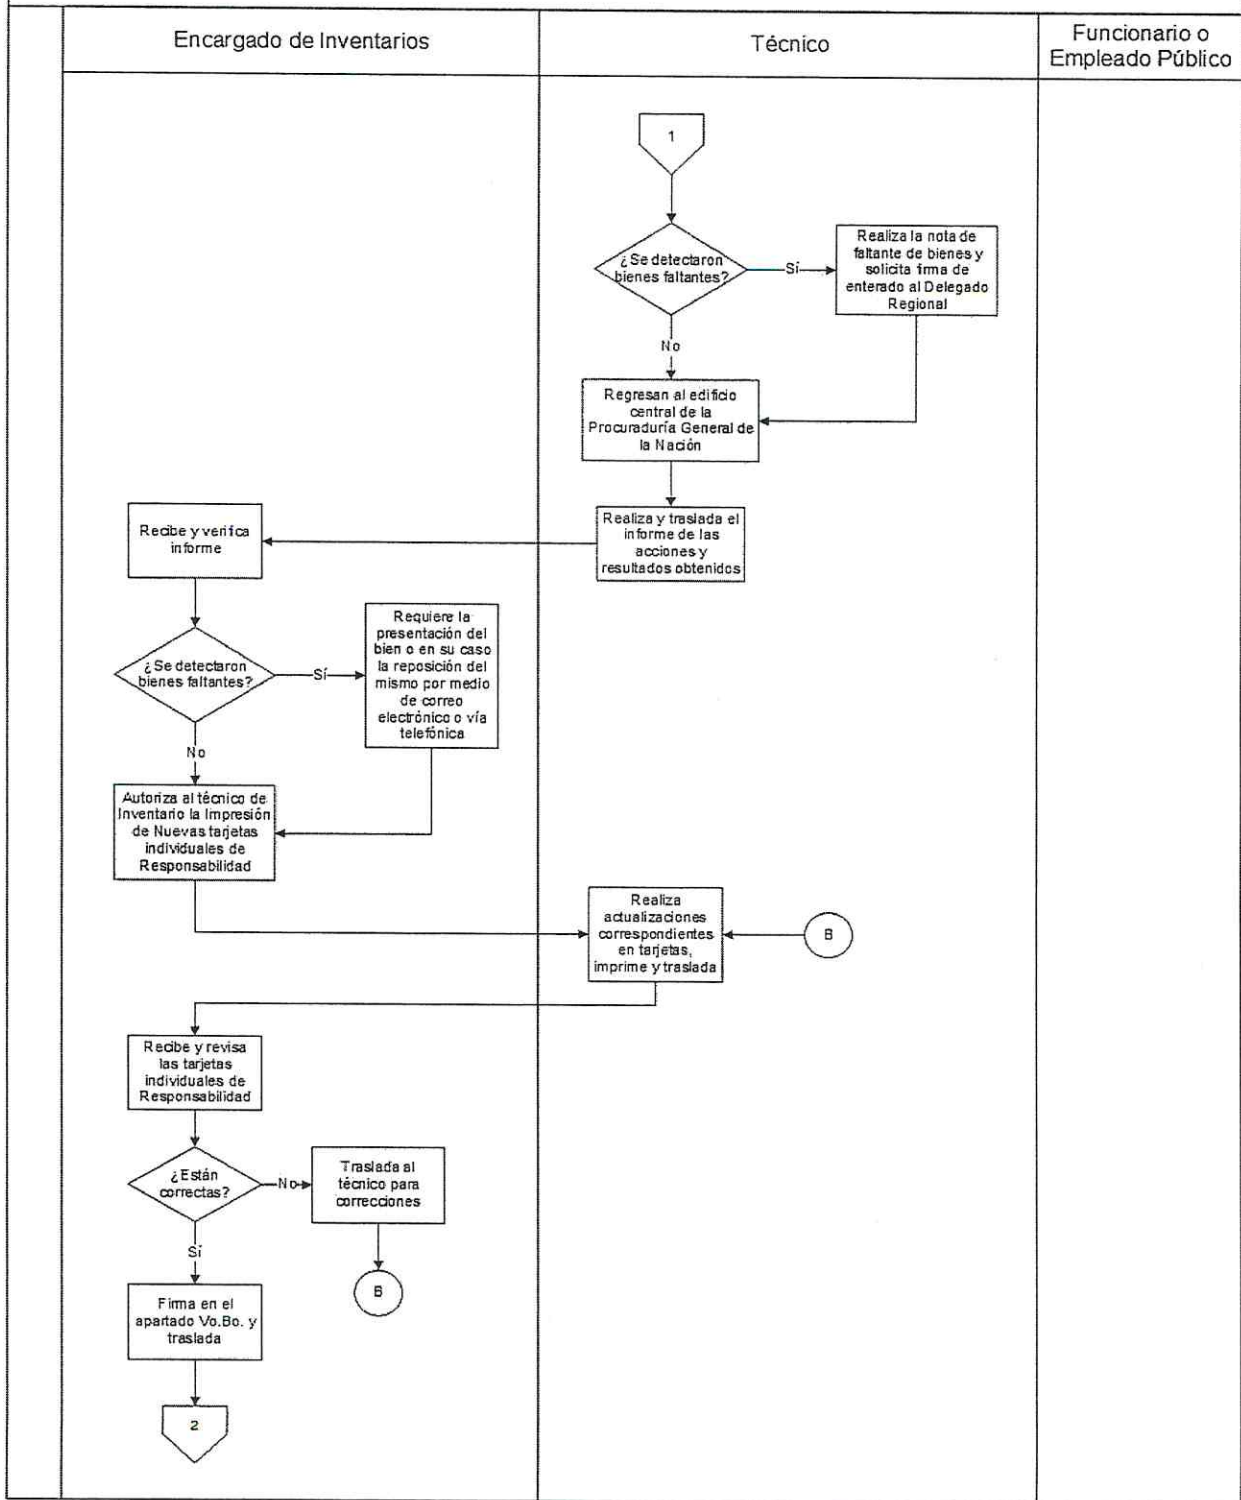 Encargado de Inventarios
Técnico
Funcionario o
Empleado Público
1
¿Se detectaron
bienes faltantes?
Sí
Realiza la nota de
faltante de bienes y
solicita firma de
enterado al Delegado
Regional
No
Regresan al edificio
central de la
Procuraduría General de
la Nación
Realiza y traslada el
informe de las
acciones y
resultados obtenidos
Recibe y verifica
informe
¿Se detectaron
bienes faltantes?
Sí
Requiere la
presentación del
bien o en su caso
la reposición del
mismo por medio
de correo
electrónico o vía
telefónica
No
Autoriza al técnico de
Inventario la Impresión
de Nuevas tarjetas
individuales de
Responsabilidad
Realiza
actualizaciones
correspondientes
en tarjetas,
imprime y traslada
B
Recibe y revisa
las tarjetas
individuales de
Responsabilidad
¿Están
correctas?
No
Traslada al
técnico para
correcciones
B
Sí
Firma en el
apartado Vo.Bo. y
traslada
2